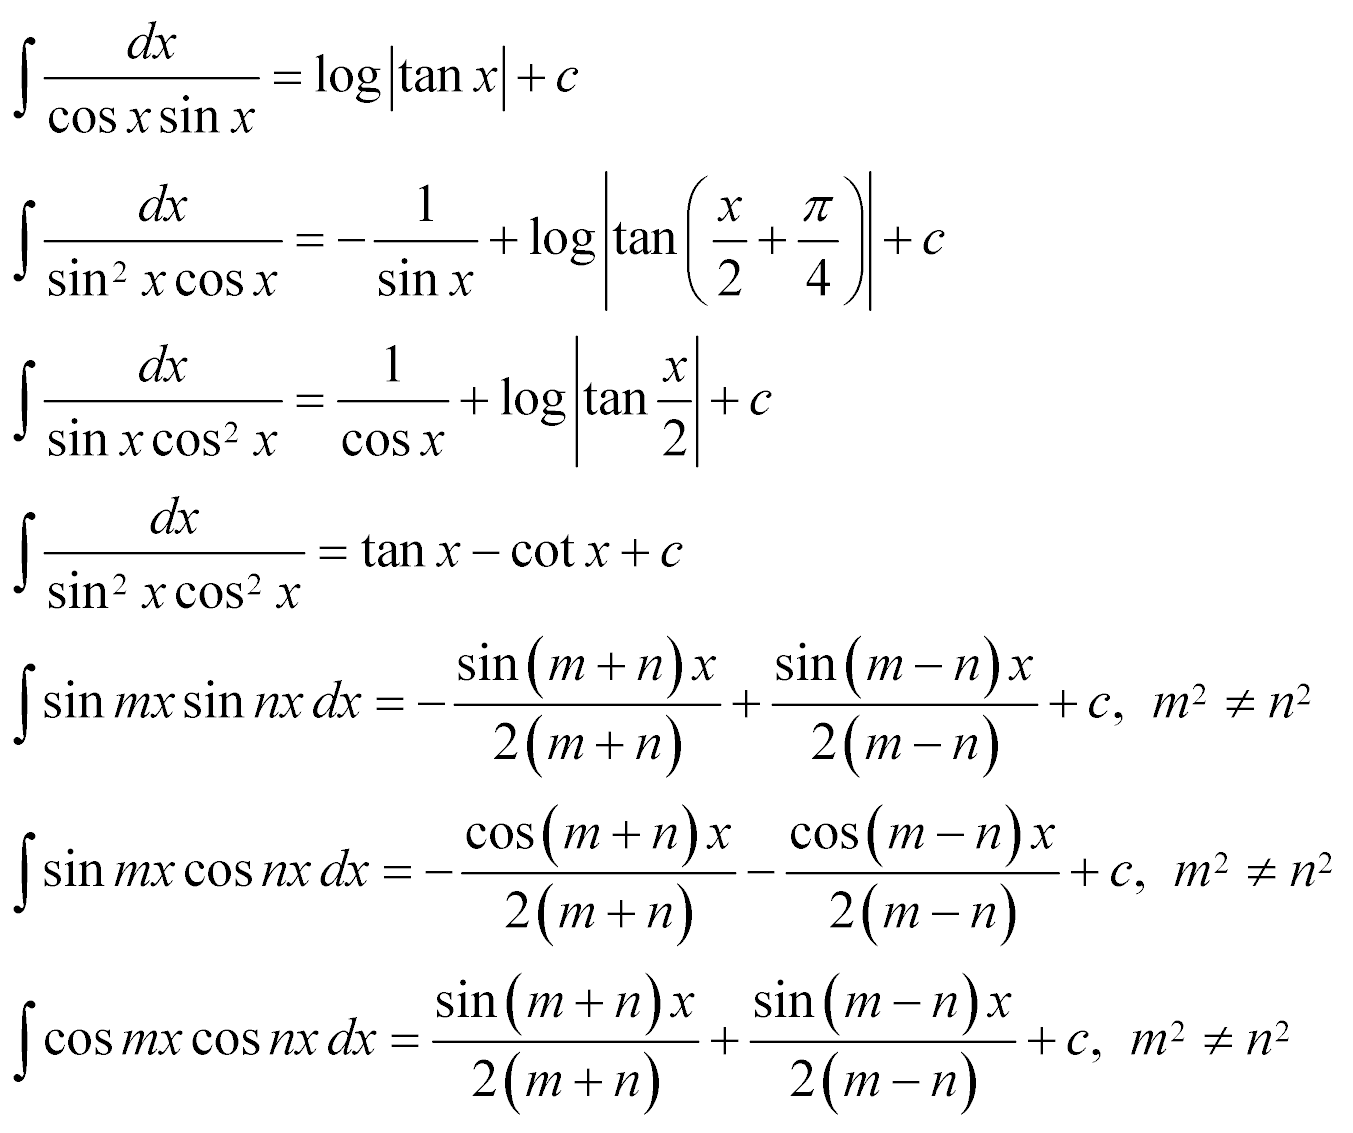 ∫ dx/(cos x sin x) = log|tan x| + c
∫ dx/(sin² x cos x) = −1/(sin x) + log|tan(x/2 + π/4)| + c
∫ dx/(sin x cos² x) = 1/(cos x) + log|tan x/2| + c
∫ dx/(sin² x cos² x) = tan x − cot x + c
∫ sin mx sin nx dx = −sin(m + n)x/(2(m + n)) + sin(m − n)x/(2(m − n)) + c, m² ≠ n²
∫ sin mx cos nx dx = −cos(m + n)x/(2(m + n)) − cos(m − n)x/(2(m − n)) + c, m² ≠ n²
∫ cos mx cos nx dx = sin(m + n)x/(2(m + n)) + sin(m − n)x/(2(m − n)) + c, m² ≠ n²